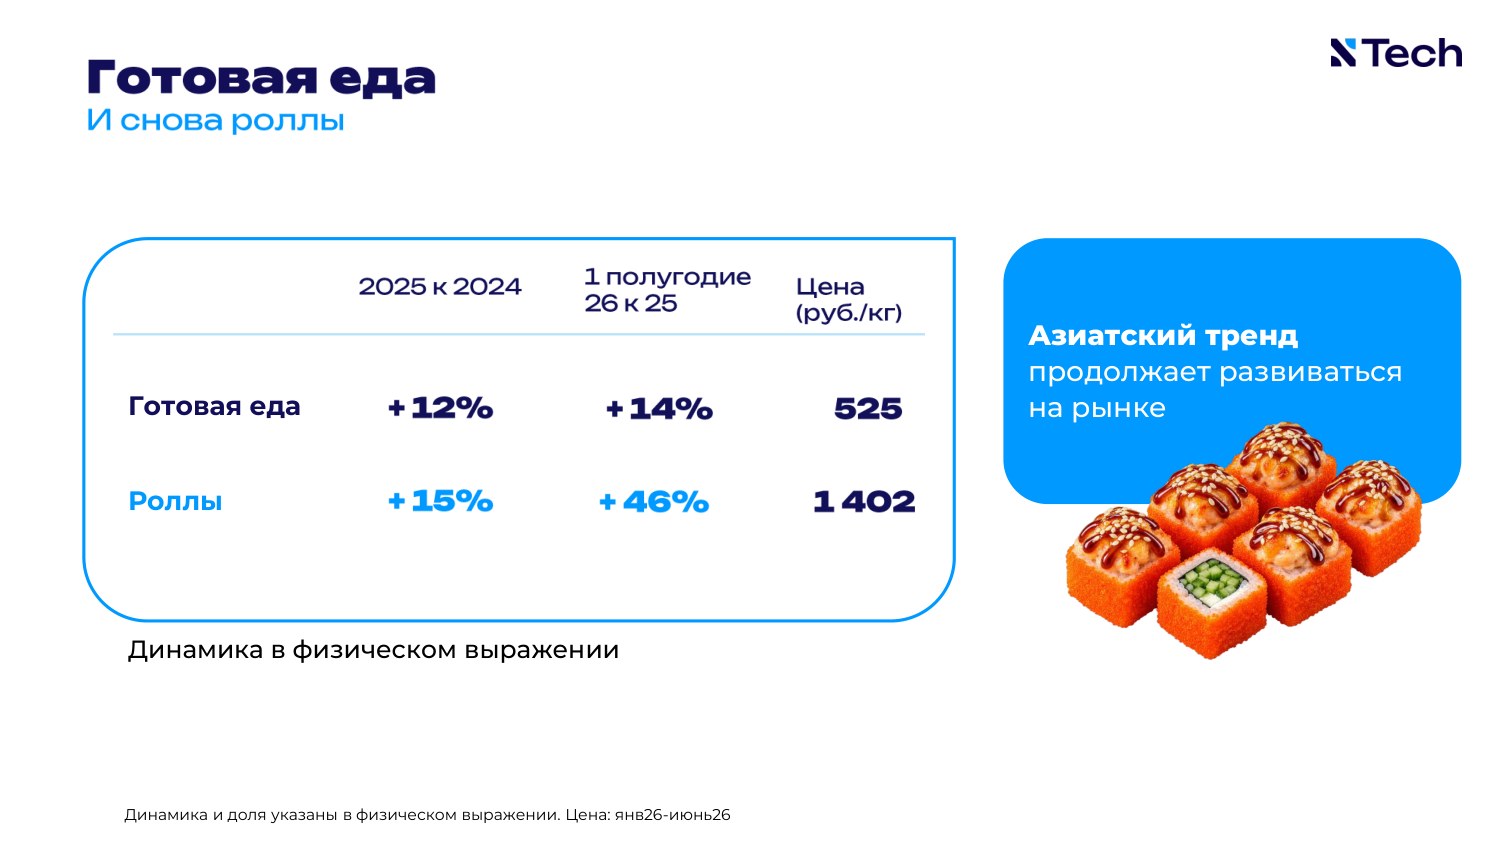 Готовая еда
И снова роллы
Tech
2025 к 2024
1 полугодие
26 к 25
Цена
(руб./кг)
Готовая еда +12% +14% 525
Роллы +15% +46% 1 402
Динамика в физическом выражении
Азиатский тренд
продолжает развиваться
на рынке
Динамика и доля указаны в физическом выражении. Цена: янв26-июнь26